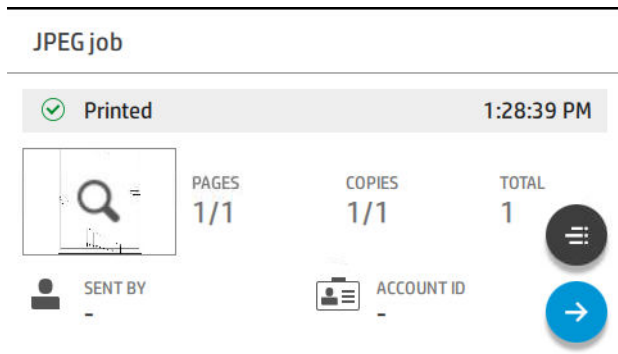 JPEG job
Printed 1:28:39 PM
PAGES COPIES TOTAL
1/1 1/1 1
SENT BY ACCOUNT ID
- -